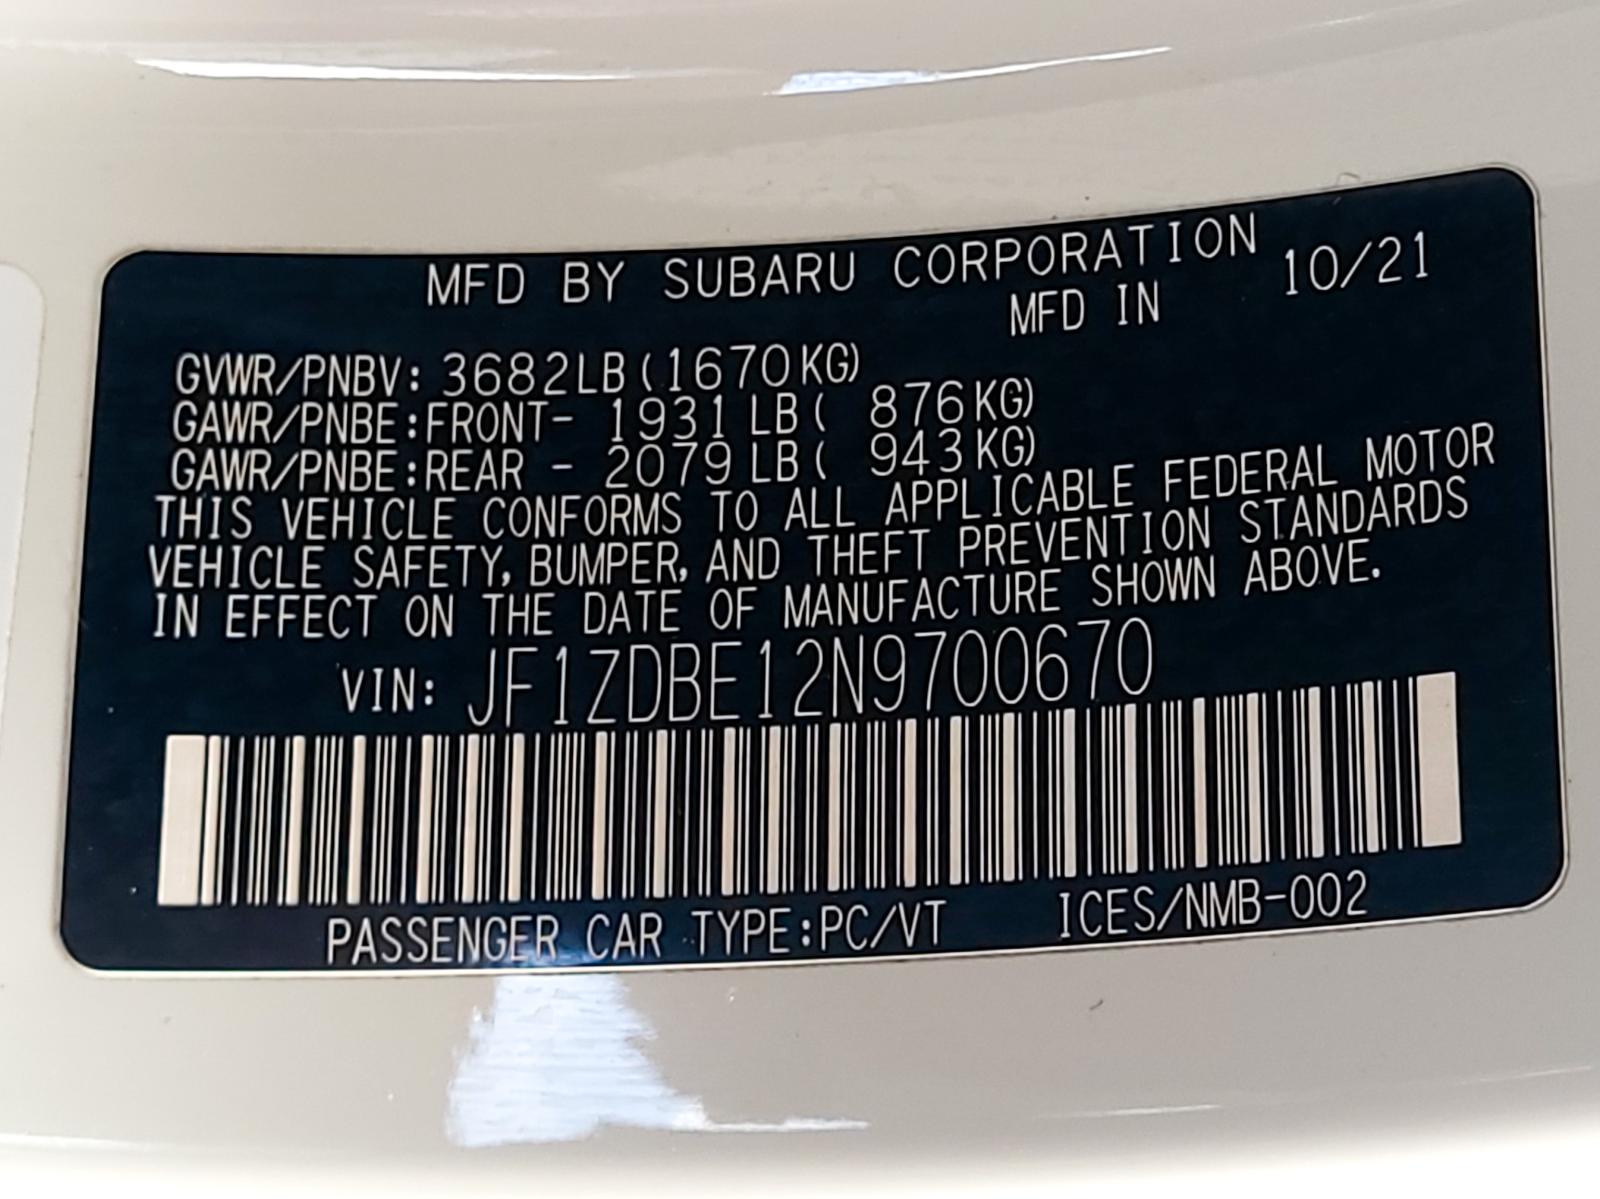 MFD BY SUBARU CORPORATION
MFD IN 10/21
GVWR/PNBV: 3682LB(1670KG)
GAWR/PNBE:FRONT- 1931LB( 876KG)
GAWR/PNBE:REAR - 2079LB( 943KG)
THIS VEHICLE CONFORMS TO ALL APPLICABLE FEDERAL MOTOR
VEHICLE SAFETY, BUMPER, AND THEFT PREVENTION STANDARDS
IN EFFECT ON THE DATE OF MANUFACTURE SHOWN ABOVE.
VIN: JF1ZDBE12N9700670
PASSENGER CAR TYPE:PC/VT ICES/NMB-002